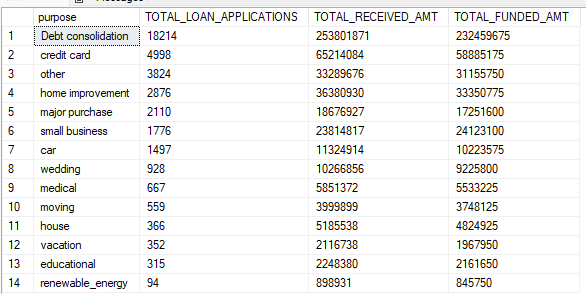 Messages
purpose TOTAL_LOAN_APPLICATIONS TOTAL_RECEIVED_AMT TOTAL_FUNDED_AMT
1 Debt consolidation 18214 253801871 232459675
2 credit card 4998 65214084 58885175
3 other 3824 33289676 31155750
4 home improvement 2876 36380930 33350775
5 major purchase 2110 18676927 17251600
6 small business 1776 23814817 24123100
7 car 1497 11324914 10223575
8 wedding 928 10266856 9225800
9 medical 667 5851372 5533225
10 moving 559 3999899 3748125
11 house 366 5185538 4824925
12 vacation 352 2116738 1967950
13 educational 315 2248380 2161650
14 renewable_energy 94 898931 845750